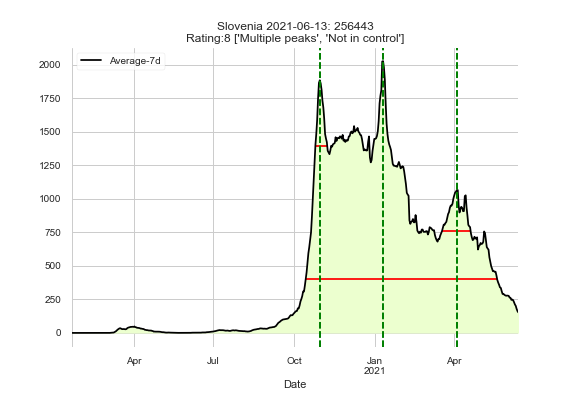 Slovenia 2021-06-13: 256443
Rating:8 ['Multiple peaks', 'Not in control']
Average-7d
2000
1750
1500
1250
1000
750
500
250
0
Apr Jul Oct Jan Apr
2021
Date